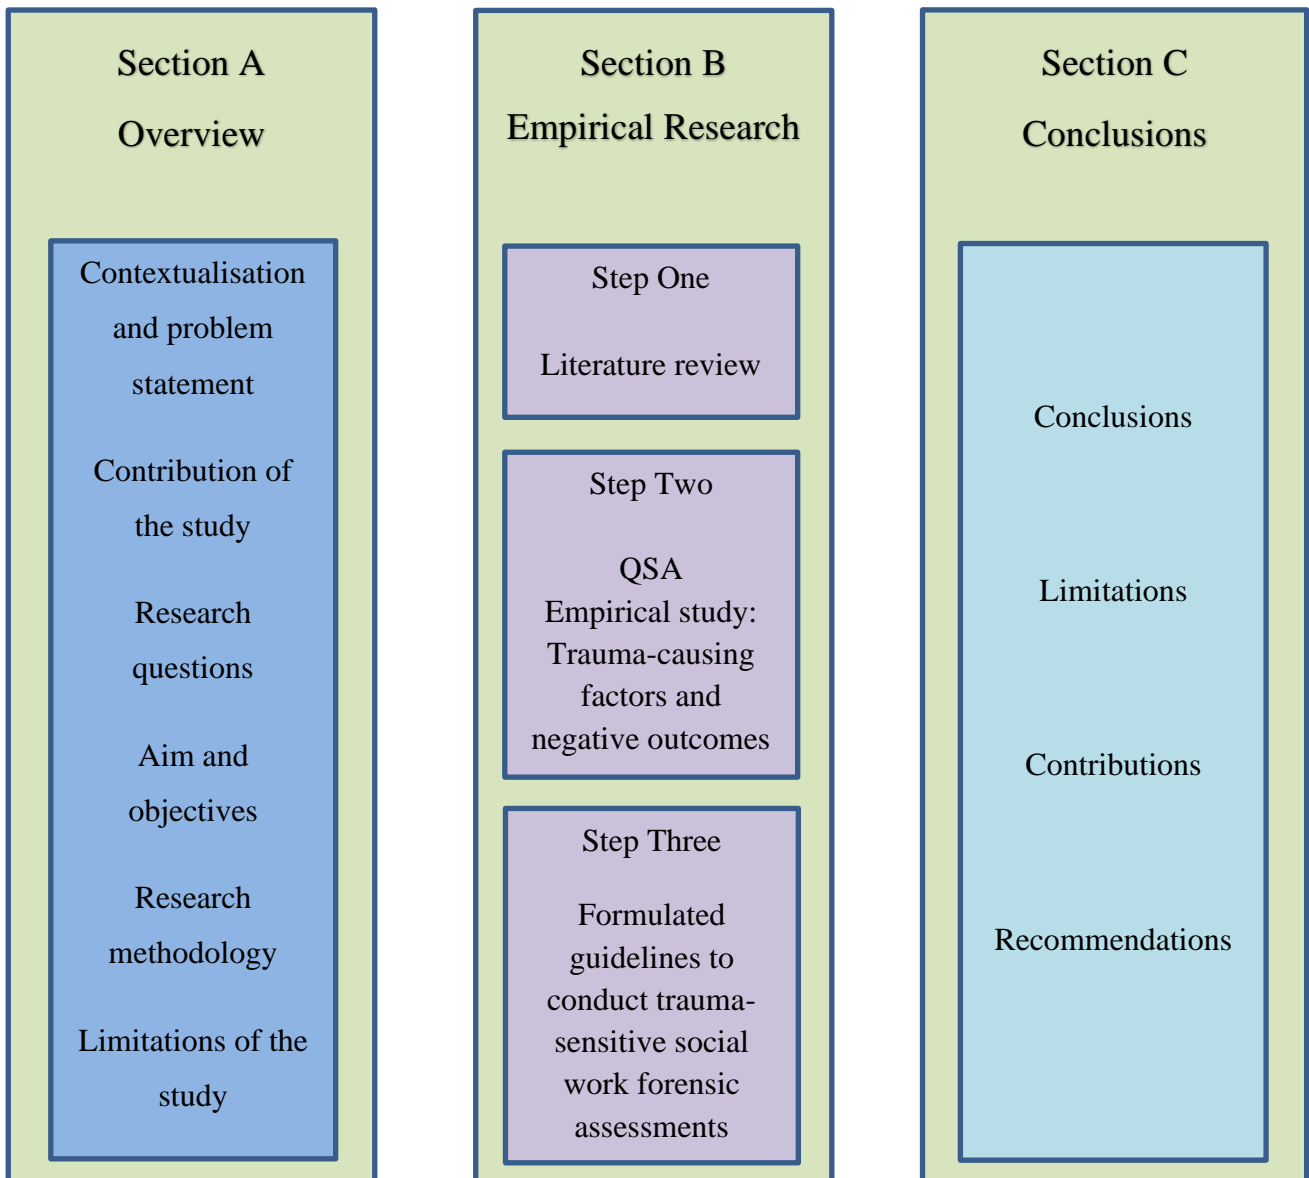 Section A
Overview
Contextualisation
and problem
statement
Contribution of
the study
Research
questions
Aim and
objectives
Research
methodology
Limitations of the
study
Section B
Empirical Research
Step One
Literature review
Step Two
QSA
Empirical study:
Trauma-causing
factors and
negative outcomes
Step Three
Formulated
guidelines to
conduct trauma-
sensitive social
work forensic
assessments
Section C
Conclusions
Conclusions
Limitations
Contributions
Recommendations